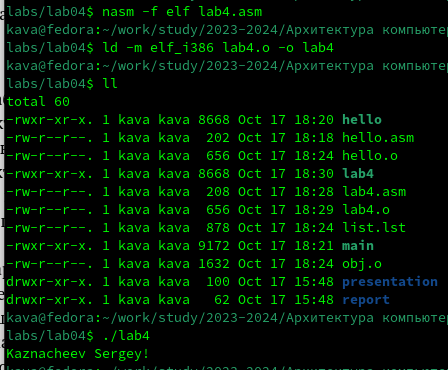 labs/lab04$ nasm -f elf lab4.asm
kava@fedora:~/work/study/2023-2024/Архитектура компьютер
labs/lab04$ ld -m elf_i386 lab4.o -o lab4
kava@fedora:~/work/study/2023-2024/Архитектура компьютер
labs/lab04$ ll
total 60
-rwxr-xr-x. 1 kava kava 8668 Oct 17 18:20 hello
-rw-r--r--. 1 kava kava  202 Oct 17 18:18 hello.asm
-rw-r--r--. 1 kava kava  656 Oct 17 18:24 hello.o
-rwxr-xr-x. 1 kava kava 8668 Oct 17 18:30 lab4
-rw-r--r--. 1 kava kava  208 Oct 17 18:28 lab4.asm
-rw-r--r--. 1 kava kava  656 Oct 17 18:29 lab4.o
-rw-r--r--. 1 kava kava  878 Oct 17 18:24 list.lst
-rwxr-xr-x. 1 kava kava 9172 Oct 17 18:21 main
-rw-r--r--. 1 kava kava 1632 Oct 17 18:24 obj.o
drwxr-xr-x. 1 kava kava  100 Oct 17 15:48 presentation
drwxr-xr-x. 1 kava kava   62 Oct 17 15:48 report
kava@fedora:~/work/study/2023-2024/Архитектура компьютер
labs/lab04$ ./lab4
Kaznacheev Sergey!